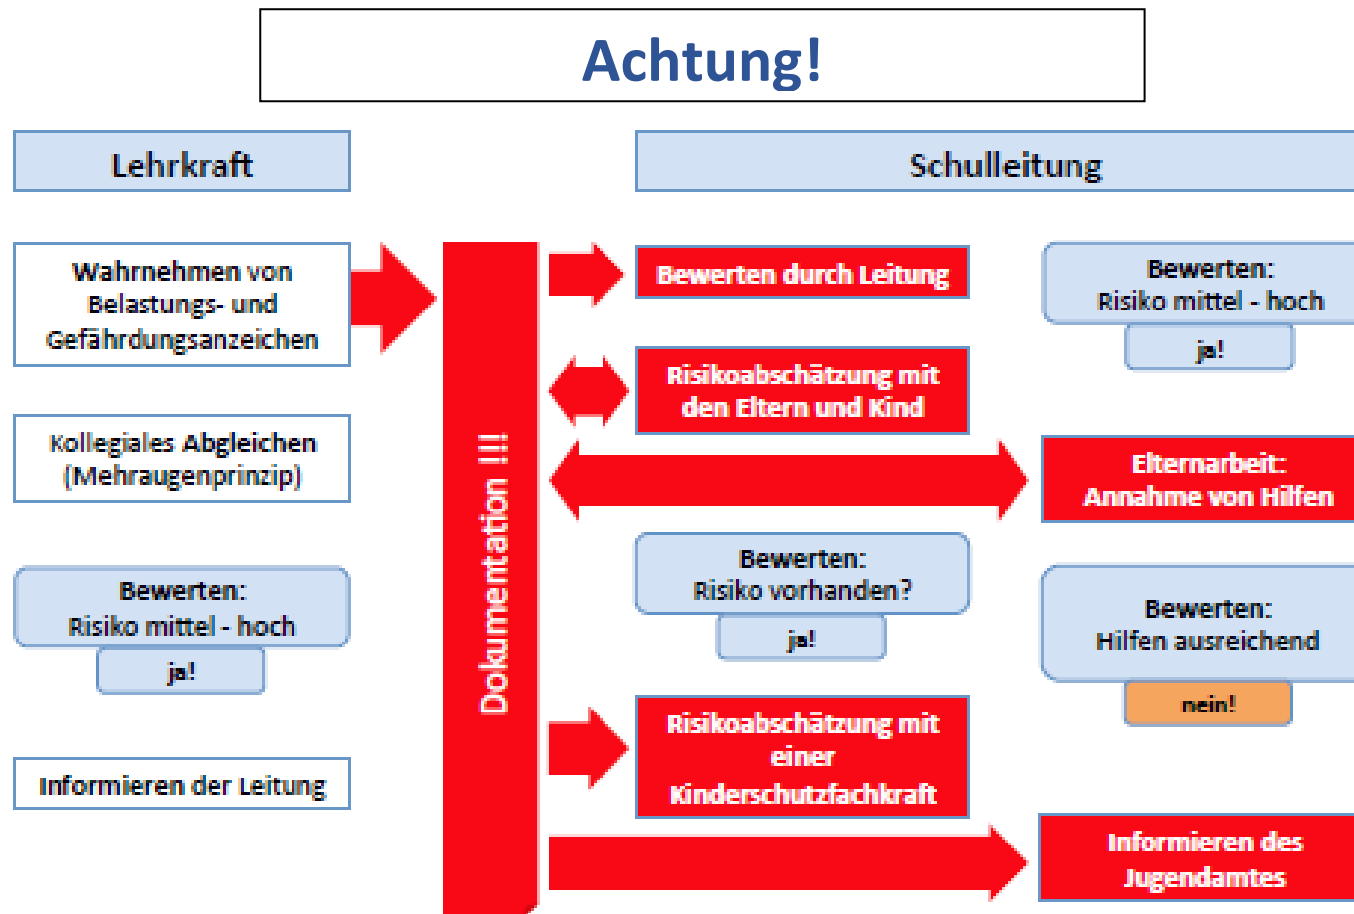 Achtung!
Lehrkraft
Wahrnehmen von
Belastungs- und
Gefährdungsanzeichen
Kollegiales Abgleichen
(Mehraugenprinzip)
Bewerten:
Risiko mittel - hoch
ja!
Informieren der Leitung
Dokumentation !!!
Schulleitung
Bewerten durch Leitung
Risikoabschätzung mit
den Eltern und Kind
Bewerten:
Risiko vorhanden?
ja!
Risikoabschätzung mit
einer
Kinderschutzfachkraft
Bewerten:
Risiko mittel - hoch
ja!
Elternarbeit:
Annahme von Hilfen
Bewerten:
Hilfen ausreichend
nein!
Informieren des
Jugendamtes